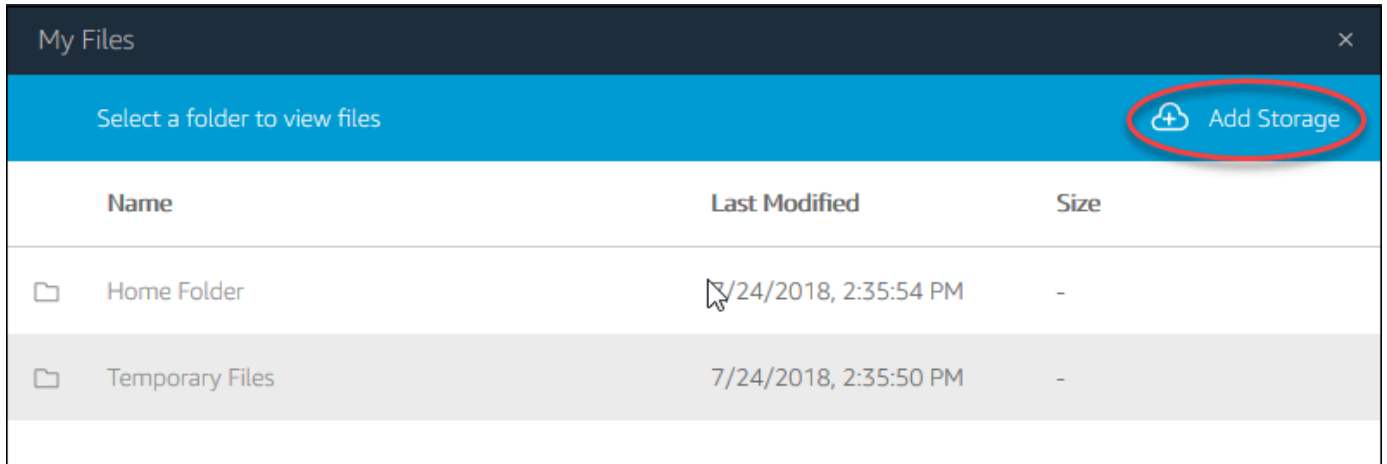 My Files ×
Select a folder to view files Add Storage
Name Last Modified Size
Home Folder 7/24/2018, 2:35:54 PM -
Temporary Files 7/24/2018, 2:35:50 PM -